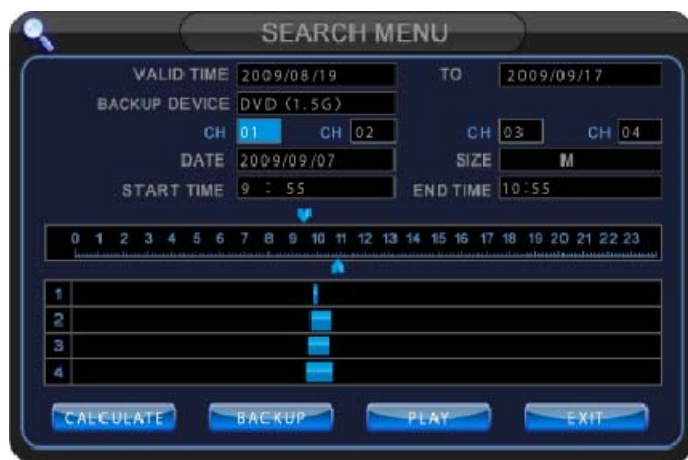 SEARCH MENU
VALID TIME 2009/08/19 TO 2009/09/17
BACKUP DEVICE DVD (1.5G)
CH 01 CH 02 CH 03 CH 04
DATE 2009/09/07 SIZE M
START TIME 9 : 55 END TIME 10:55
0 1 2 3 4 5 6 7 8 9 10 11 12 13 14 15 16 17 18 19 20 21 22 23
1
2
3
4
CALCULATE BACKUP PLAY EXIT